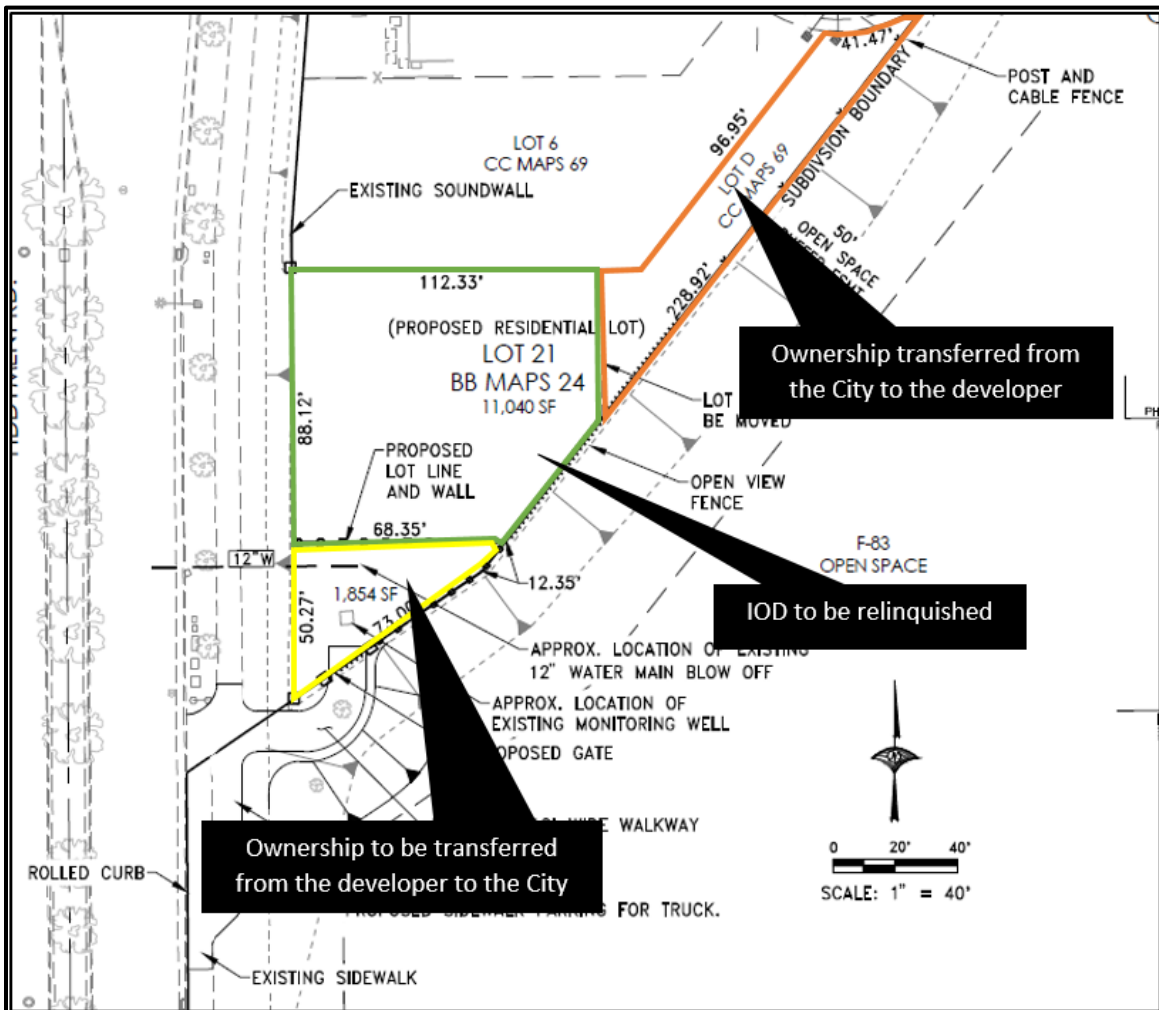 41.47'
POST AND
CABLE FENCE
96.95'
LOT 6
CC MAPS 69
LOT D
CC MAPS 69
SUBDIVISION BOUNDARY
EXISTING SOUNDWALL
50'
OPEN SPACE
228.92'
112.33'
(PROPOSED RESIDENTIAL LOT)
LOT 21
BB MAPS 24
11,040 SF
Ownership transferred from
the City to the developer
LOT
BE MOVED
PH
88.12'
PROPOSED
LOT LINE
AND WALL
OPEN VIEW
FENCE
68.35'
F-83
OPEN SPACE
12"W
12.35'
1,854 SF
IOD to be relinquished
50.27'
73.00
APPROX. LOCATION OF EXISTING
12" WATER MAIN BLOW OFF
APPROX. LOCATION OF
EXISTING MONITORING WELL
OPOSED GATE
WIRE WALKWAY
Ownership to be transferred
from the developer to the City
0 20' 40'
SCALE: 1" = 40'
ROLLED CURB
PROPOSED SIDEWALK PARKING FOR TRUCK.
EXISTING SIDEWALK